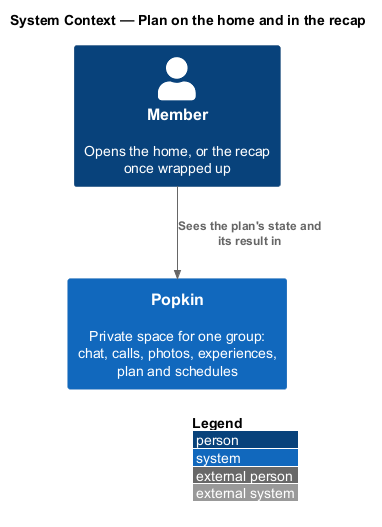 System Context — Plan on the home and in the recap
Member
Opens the home, or the recap
once wrapped up
Sees the plan's state and
its result in
Popkin
Private space for one group:
chat, calls, photos, experiences,
plan and schedules
Legend
person
system
external person
external system